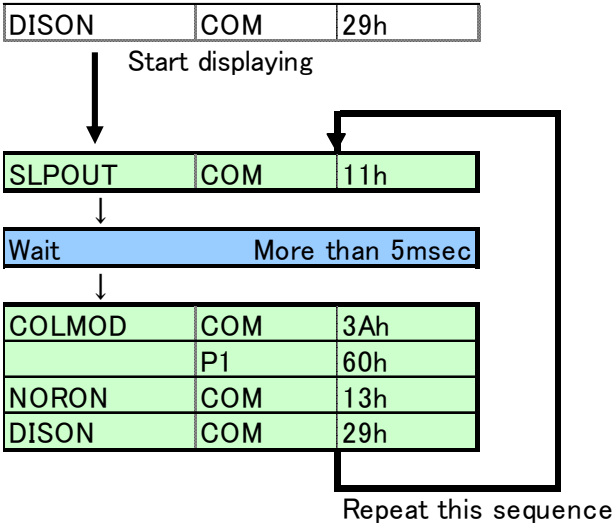 DISON COM 29h
Start displaying
SLPOUT COM 11h
↓
Wait More than 5msec
↓
COLMOD COM 3Ah
P1 60h
NORON COM 13h
DISON COM 29h
Repeat this sequence